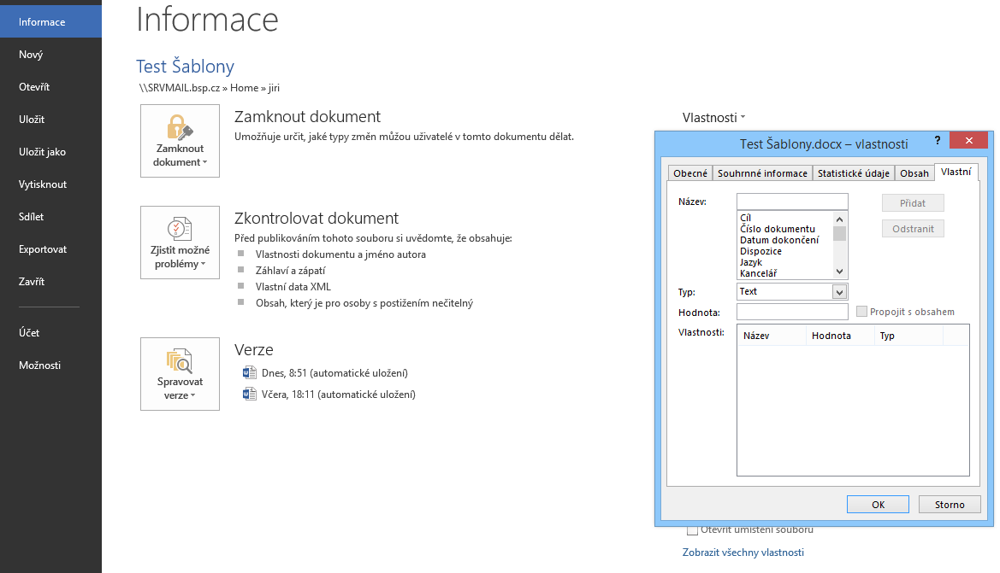 Informace
Nový
Otevřít
Uložit
Uložit jako
Vytisknout
Sdílet
Exportovat
Zavřít
Účet
Možnosti
Informace
Test Šablony
\\SRVMAIL.bsp.cz » Home » jiri
Zamknout
dokument
Zamknout dokument
Umožňuje určit, jaké typy změn můžou uživatelé v tomto dokumentu dělat.
Zjistit možné
problémy
Zkontrolovat dokument
Před publikováním tohoto souboru si uvědomte, že obsahuje:
Vlastnosti dokumentu a jméno autora
Záhlaví a zápatí
Vlastní data XML
Obsah, který je pro osoby s postižením nečitelný
Spravovat
verze
Verze
Dnes, 8:51 (automatické uložení)
Včera, 18:11 (automatické uložení)
Vlastnosti
Test Šablony.docx – vlastnosti
?
Obecné Souhrnné informace Statistické údaje Obsah Vlastní
Název:
Přidat
Odstranit
Cíl
Číslo dokumentu
Datum dokončení
Dispozice
Jazyk
Kancelář
Typ: Text
Hodnota: Propojit s obsahem
Vlastnosti: Název Hodnota Typ
OK Storno
Otevřít umístění souboru
Zobrazit všechny vlastnosti